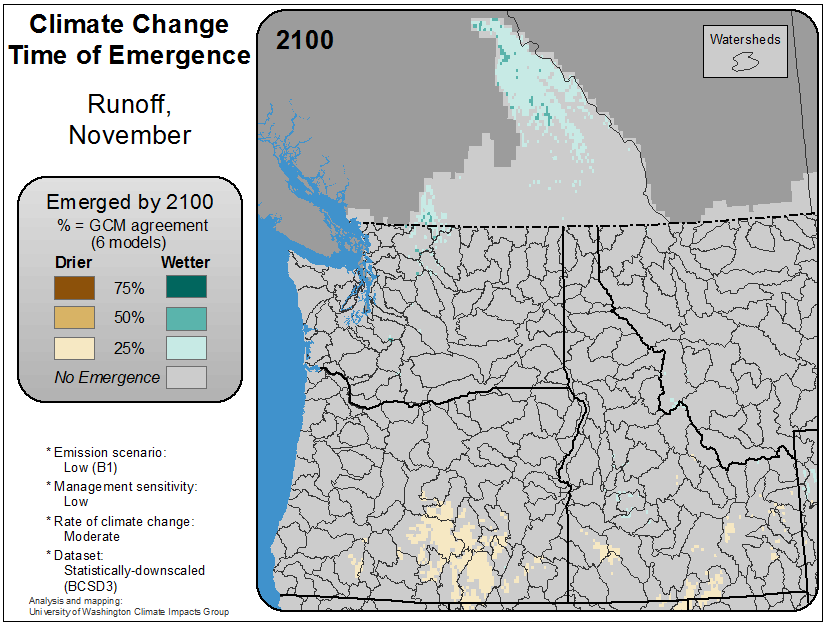 Climate Change
Time of Emergence
Runoff,
November
Emerged by 2100
% = GCM agreement
(6 models)
Drier Wetter
75%
50%
25%
No Emergence
* Emission scenario:
Low (B1)
* Management sensitivity:
Low
* Rate of climate change:
Moderate
* Dataset:
Statistically-downscaled
(BCSD3)
Analysis and mapping:
University of Washington Climate Impacts Group
2100
Watersheds